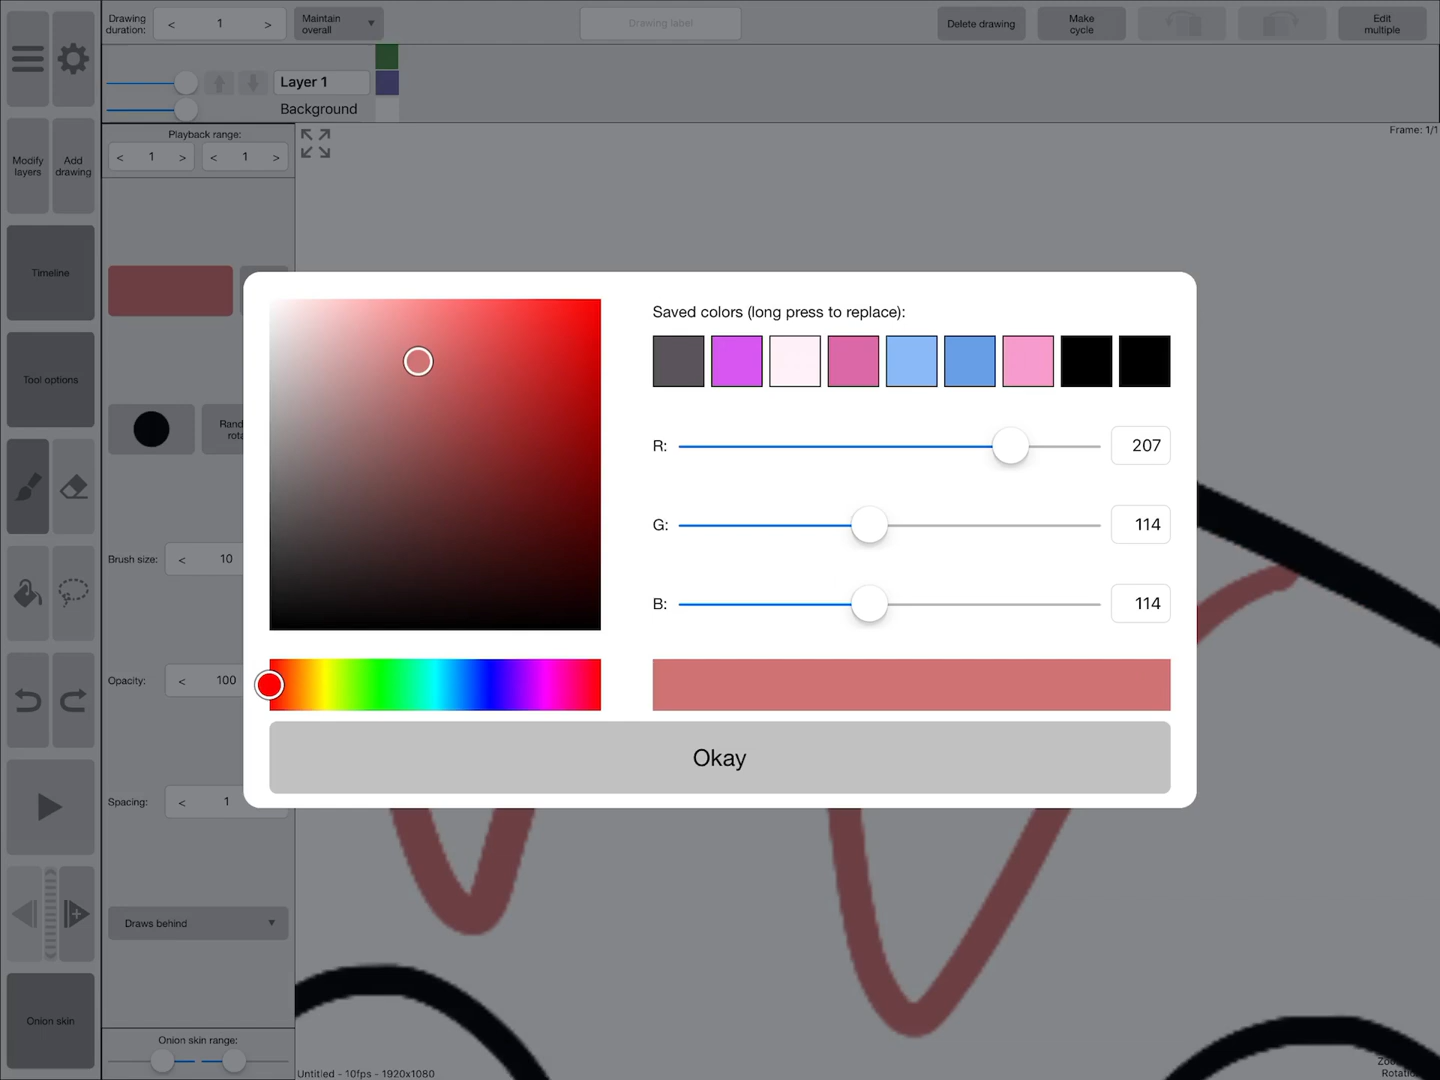 Drawing
duration:
<
1
>
Maintain
overall
▼
Drawing label
Delete drawing
Make
cycle
Edit
multiple
Layer 1
Background
Frame: 1/1
Playback range:
< 1 > < 1 >
Modify
layers
Add
drawing
Timeline
Tool options
Saved colors (long press to replace):
R: 207
G: 114
B: 114
Brush size: < 10
Opacity: < 100
Spacing: < 1
Okay
Draws behind ▼
Onion skin
Onion skin range:
Untitled - 10fps - 1920x1080